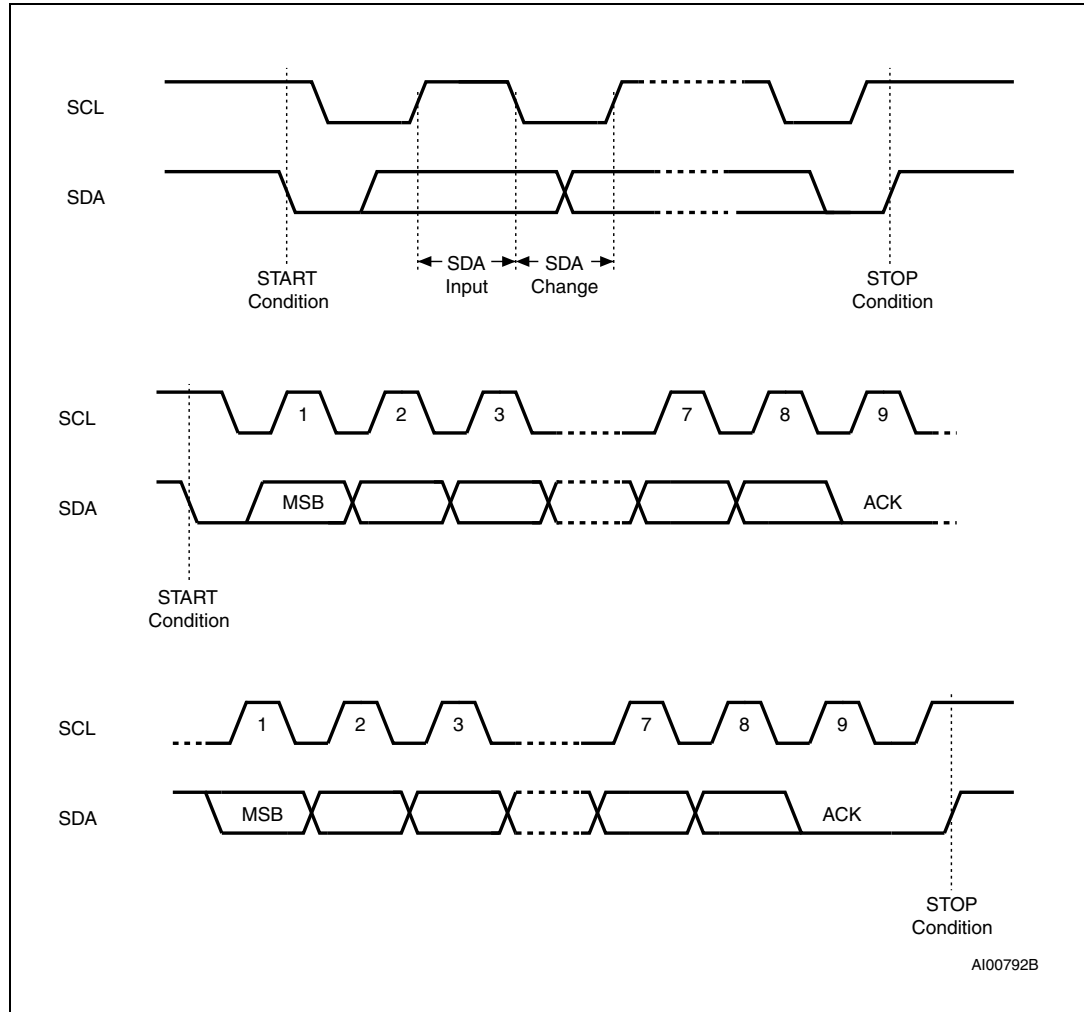 SCL
SDA
SDA
Input
SDA
Change
START
Condition
STOP
Condition
SCL
1 2 3 7 8 9
SDA
MSB ACK
START
Condition
SCL
1 2 3 7 8 9
SDA
MSB ACK
STOP
Condition
AI00792B